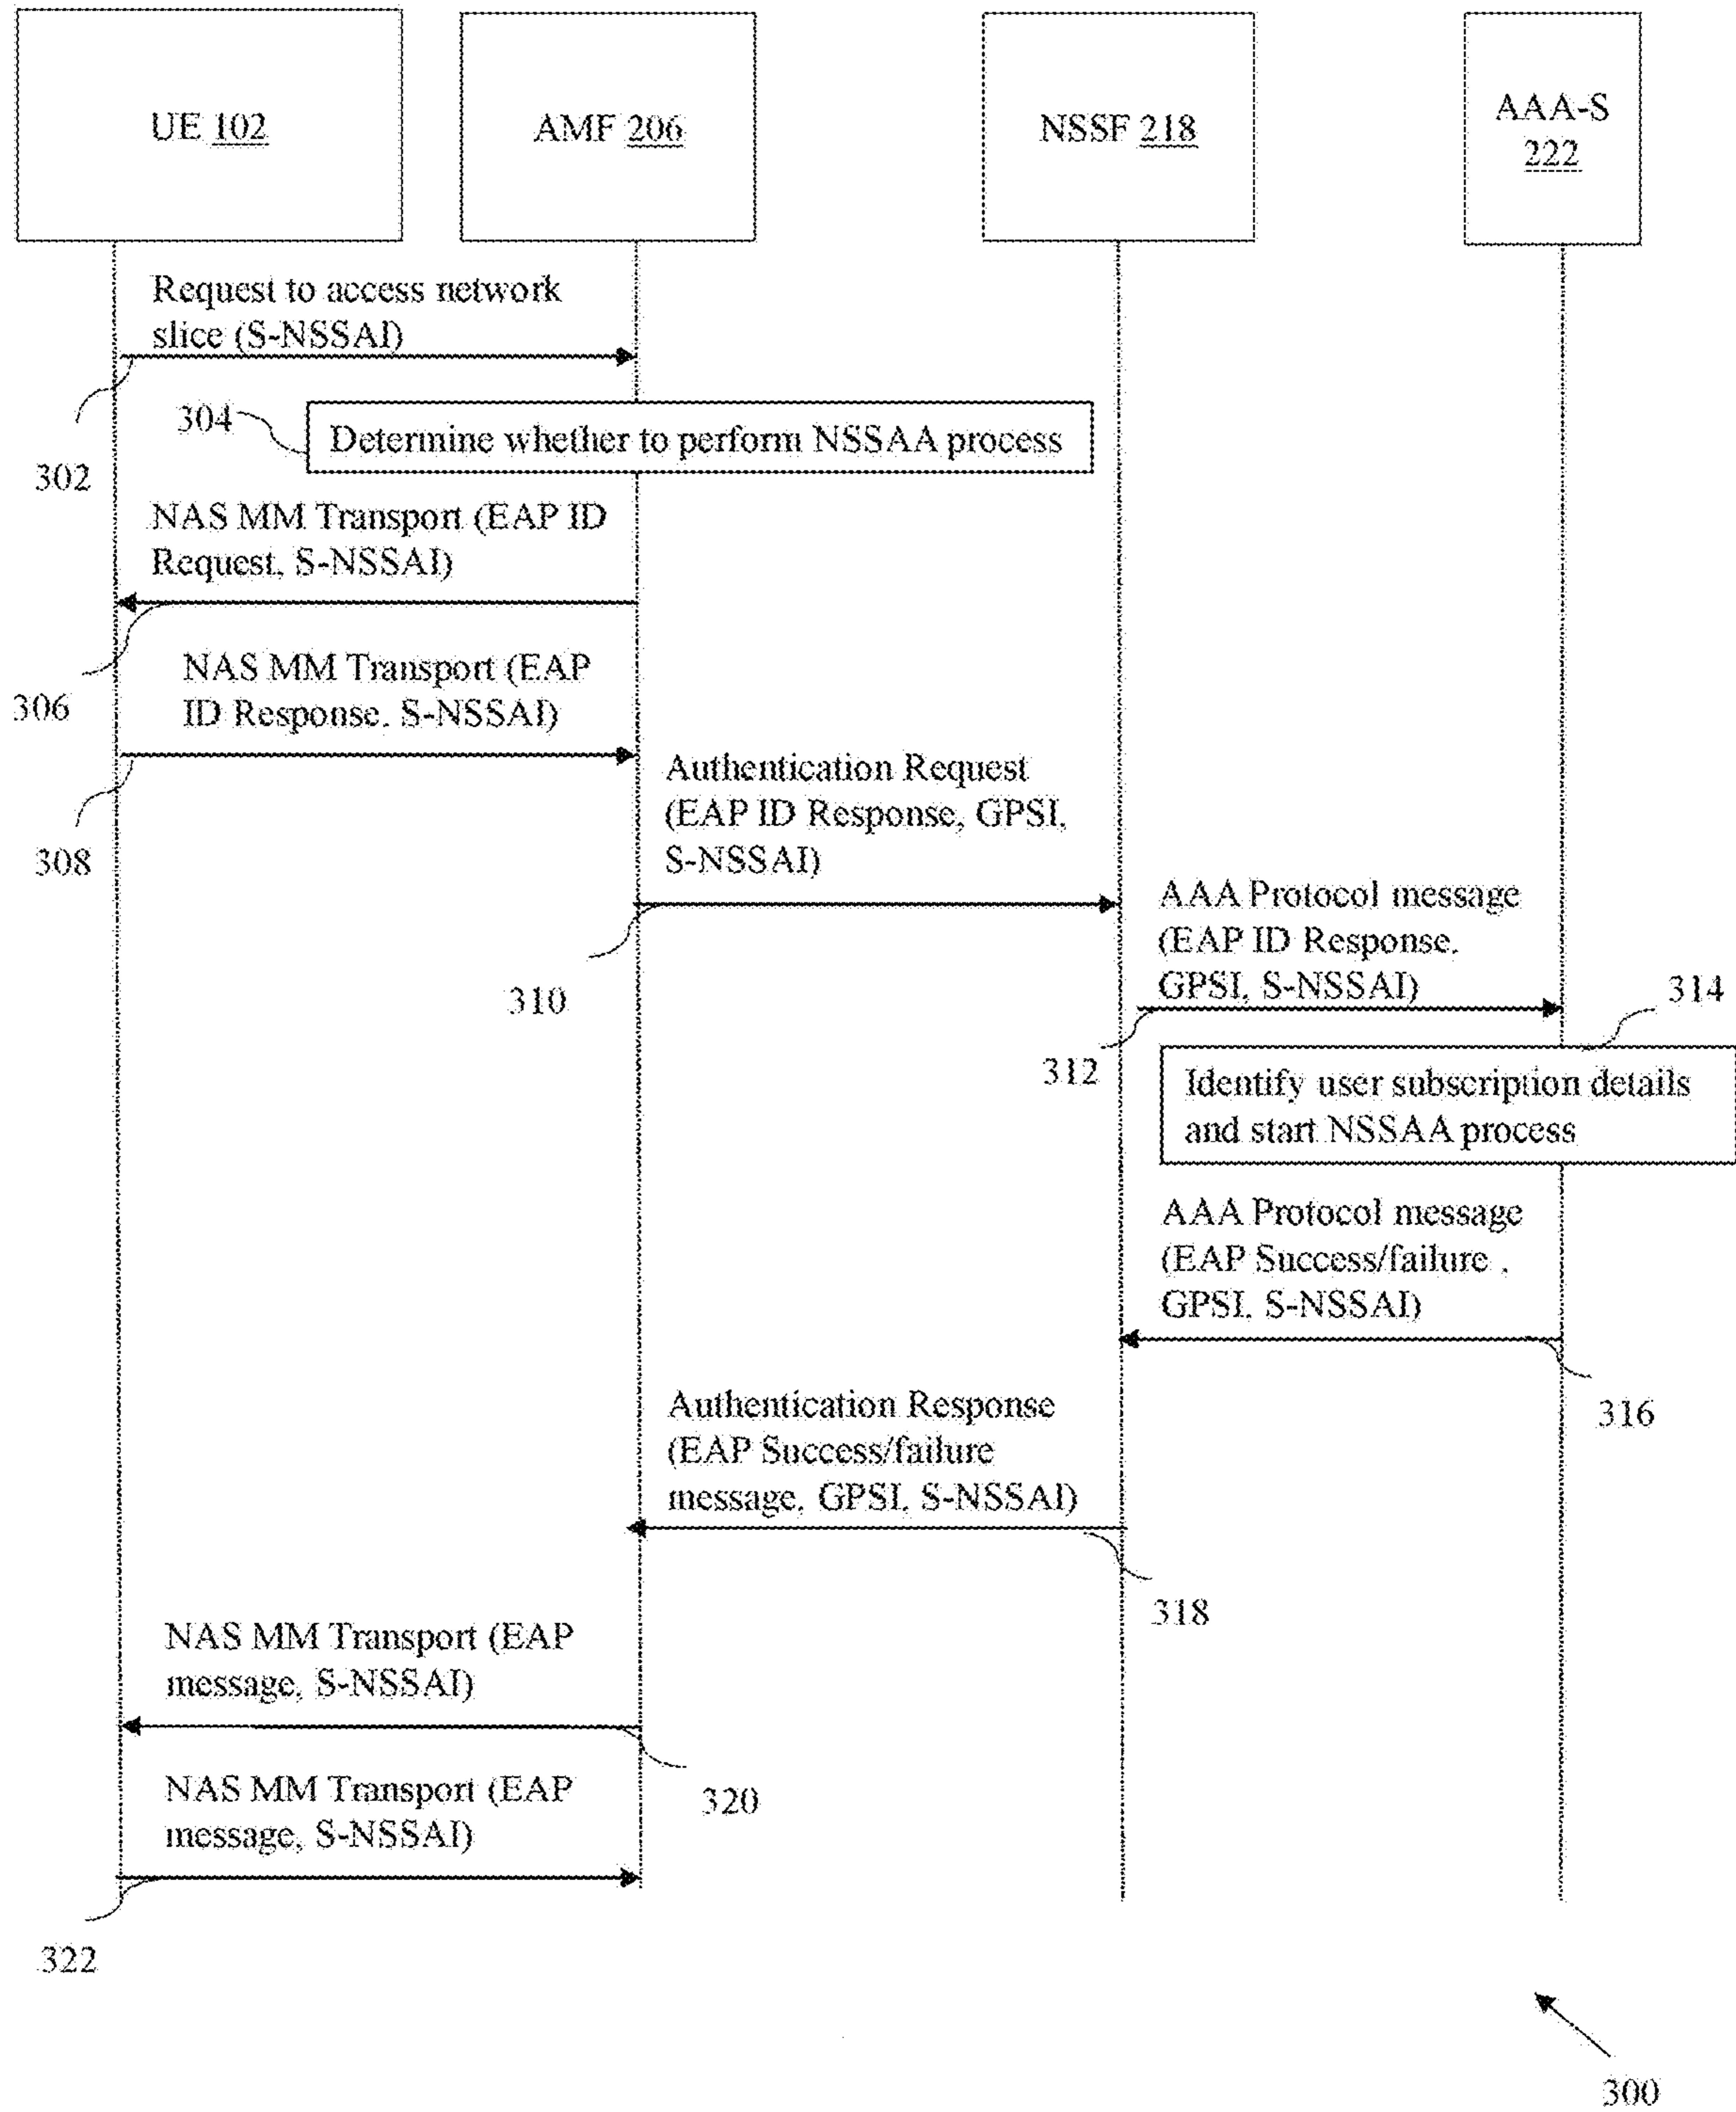 UE 102
AMF 206
NSSF 218
AAA-S
222
Request to access network
slice (S-NSSAI)
302
304
Determine whether to perform NSSAA process
NAS MM Transport (EAP ID
Request, S-NSSAI)
306
NAS MM Transport (EAP
ID Response, S-NSSAI)
308
Authentication Request
(EAP ID Response, GPSI,
S-NSSAI)
310
AAA Protocol message
(EAP ID Response,
GPSI, S-NSSAI)
312
314
Identify user subscription details
and start NSSAA process
AAA Protocol message
(EAP Success/failure ,
GPSI, S-NSSAI)
316
Authentication Response
(EAP Success/failure
message, GPSI, S-NSSAI)
318
NAS MM Transport (EAP
message, S-NSSAI)
320
NAS MM Transport (EAP
message, S-NSSAI)
322
300